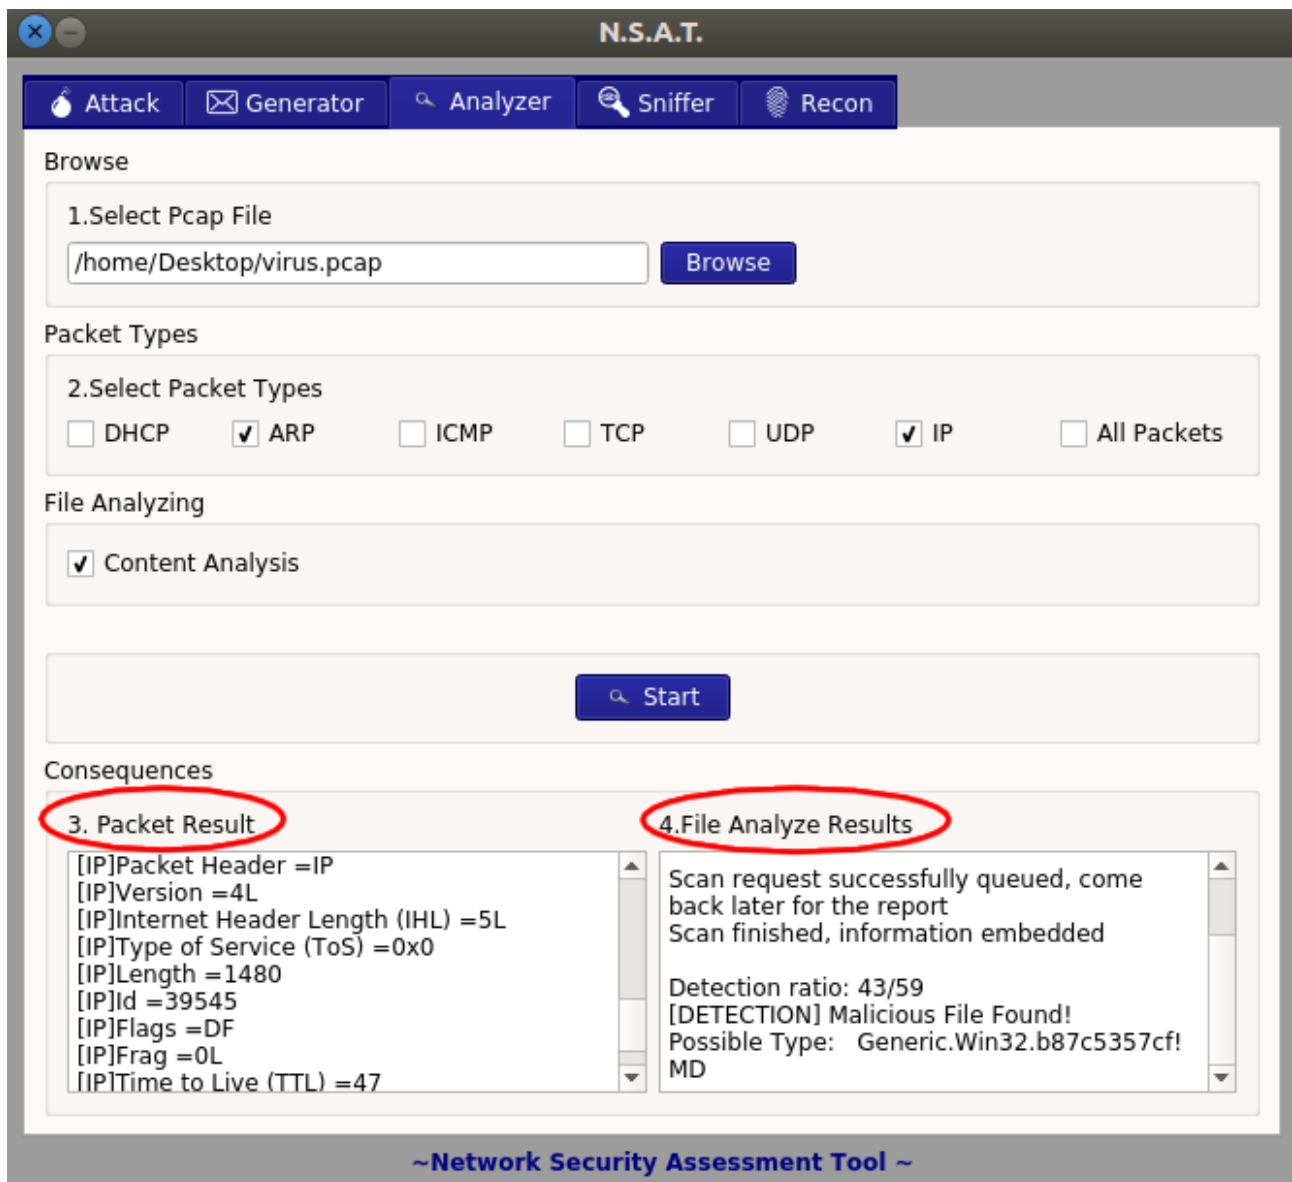 N.S.A.T.
Attack Generator Analyzer Sniffer Recon
Browse
1.Select Pcap File
/home/Desktop/virus.pcap Browse
Packet Types
2.Select Packet Types
DHCP ARP ICMP TCP UDP IP All Packets
File Analyzing
Content Analysis
Start
Consequences
3. Packet Result
[IP]Packet Header =IP
[IP]Version =4L
[IP]Internet Header Length (IHL) =5L
[IP]Type of Service (ToS) =0x0
[IP]Length =1480
[IP]Id =39545
[IP]Flags =DF
[IP]Frag =0L
[IP]Time to Live (TTL) =47
4.File Analyze Results
Scan request successfully queued, come
back later for the report
Scan finished, information embedded
Detection ratio: 43/59
[DETECTION] Malicious File Found!
Possible Type: Generic.Win32.b87c5357cf!
MD
~Network Security Assessment Tool ~